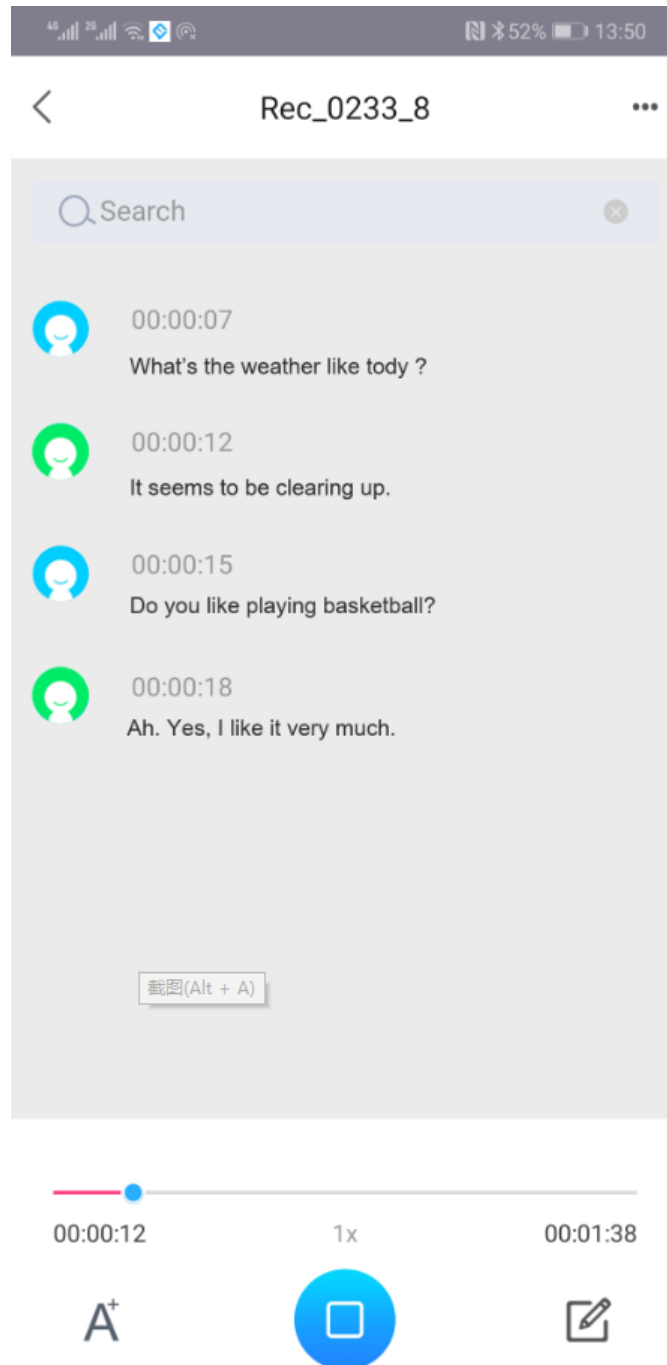 4G 2G 52% 13:50
Rec_0233_8
Search
00:00:07
What's the weather like tody ?
00:00:12
It seems to be clearing up.
00:00:15
Do you like playing basketball?
00:00:18
Ah. Yes, I like it very much.
截图(Alt + A)
00:00:12 1x 00:01:38
A+